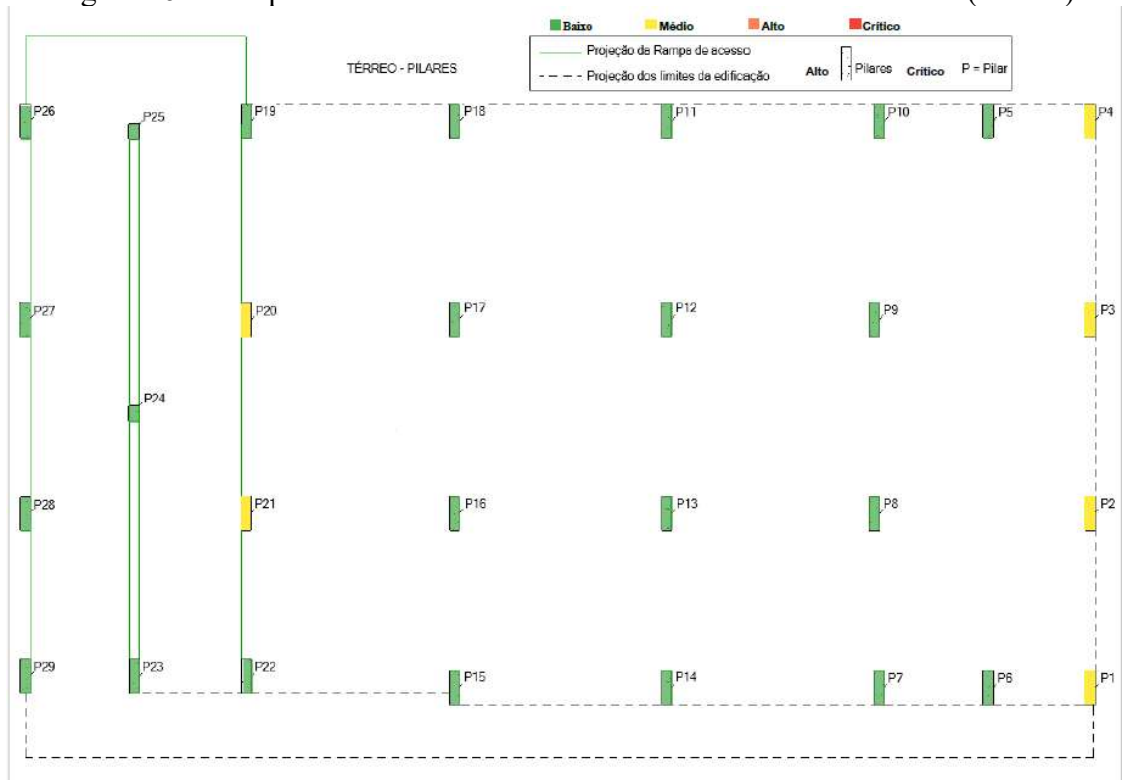 Baixo Médio Alto Crítico
Projeção da Rampa de acesso
TÉRREO - PILARES
Projeção dos limites da edificação Alto Pilares Crítico P = Pilar
P26 P25 P19 P18 P11 P10 P5 P4
P27 P20 P17 P12 P9 P3
P24
P28 P21 P16 P13 P8 P2
P29 P23 P22 P15 P14 P7 P6 P1